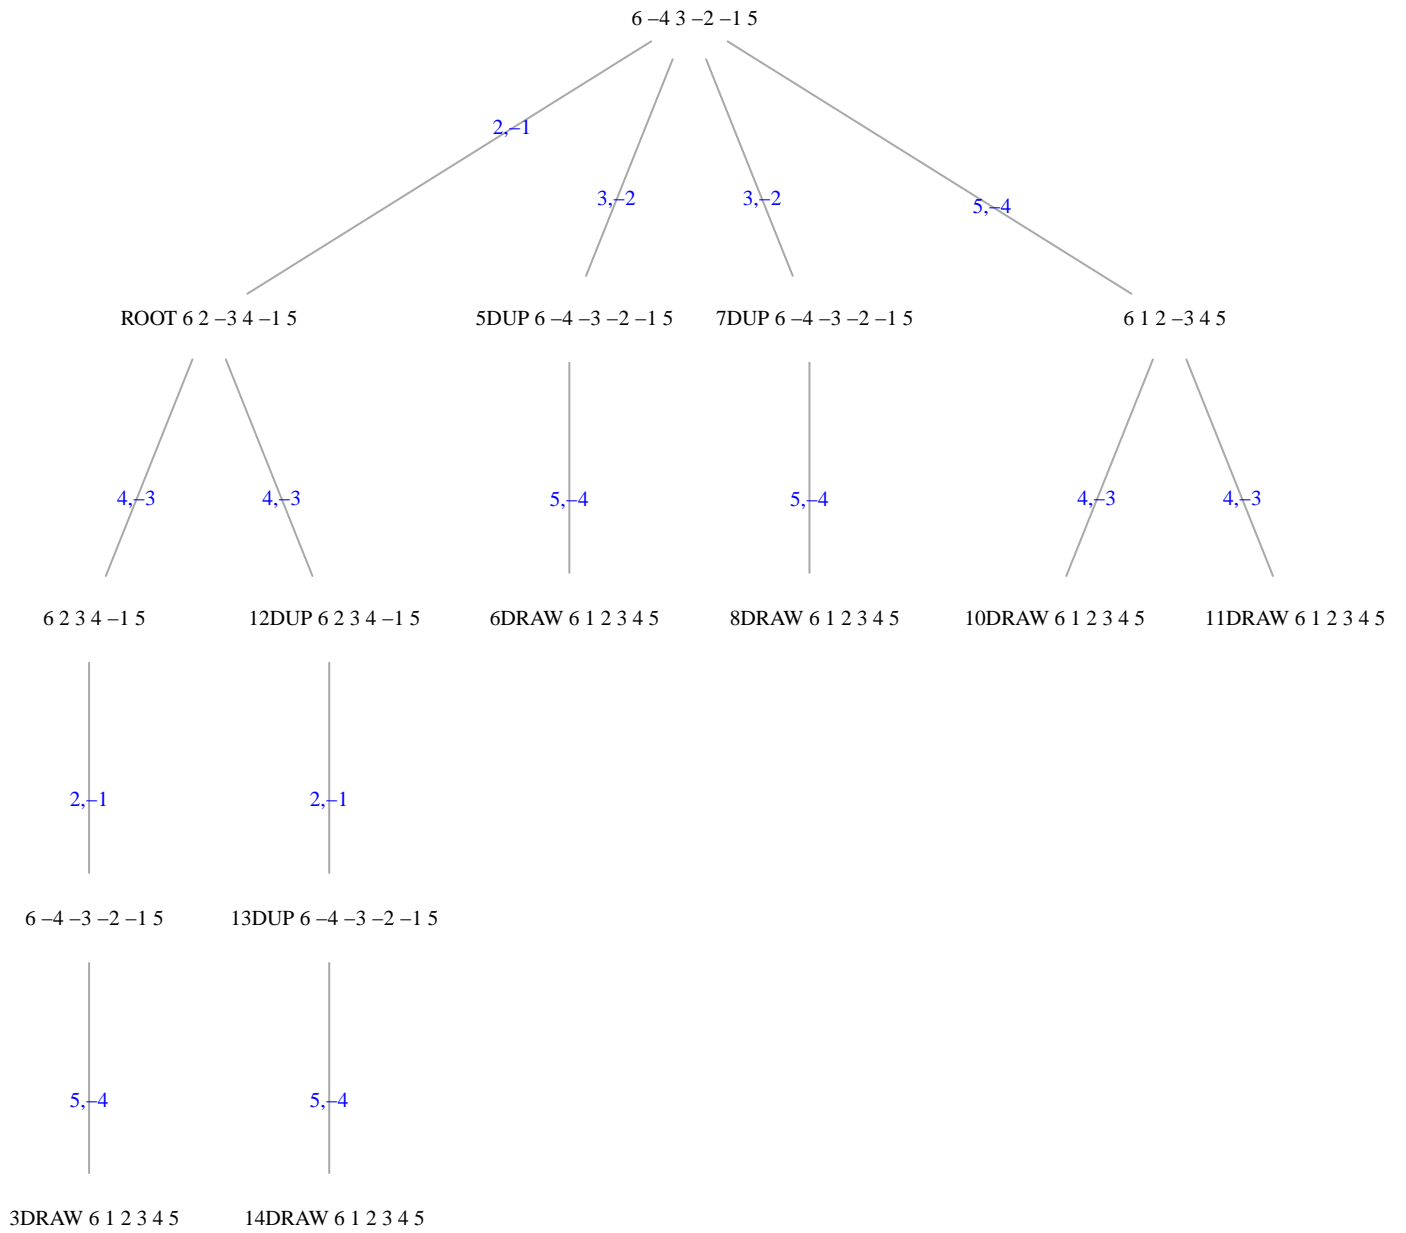 6 –4 3 –2 –1 5
2,–1
3,–2
3,–2
5,–4
ROOT 6 2 –3 4 –1 5
5DUP 6 –4 –3 –2 –1 5
7DUP 6 –4 –3 –2 –1 5
6 1 2 –3 4 5
4,–3
4,–3
5,–4
5,–4
4,–3
4,–3
6 2 3 4 –1 5
12DUP 6 2 3 4 –1 5
6DRAW 6 1 2 3 4 5
8DRAW 6 1 2 3 4 5
10DRAW 6 1 2 3 4 5
11DRAW 6 1 2 3 4 5
2,–1
2,–1
6 –4 –3 –2 –1 5
13DUP 6 –4 –3 –2 –1 5
5,–4
5,–4
3DRAW 6 1 2 3 4 5
14DRAW 6 1 2 3 4 5